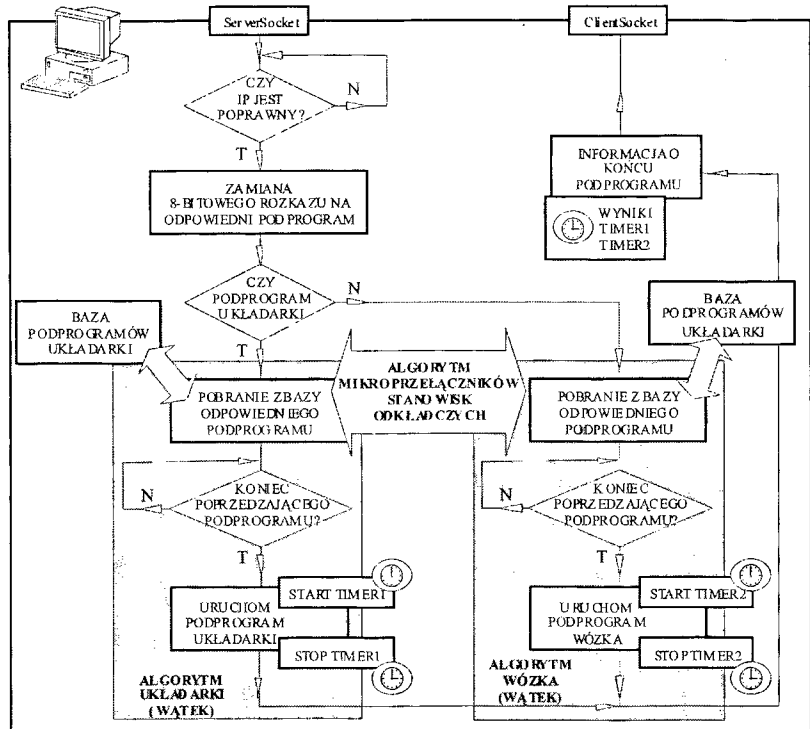 ServerSocket
ClientSocket
CZY
IP JEST
POPRAWNY?
N
T
ZAMIANA
8-BITOWEGO ROZKAZU NA
ODPOWIEDNI PODPROGRAM
INFORMACJA O
KOŃCU
PODPROGRAMU
WYNIKI
TIMER1
TIMER2
CZY
PODPROGRAM
UKŁADARKI
N
T
BAZA
PODPROGRAMÓW
UKŁADARKI
BAZA
PODPROGRAMÓW
UKŁADARKI
ALGORYTM
MIKROPRZEŁĄCZNIKÓW
STANOWISK
ODKŁADCZYCH
POBRANIE Z BAZY
ODPOWIEDNIEGO
PODPROGRAMU
POBRANIE Z BAZY
ODPOWIEDNIEGO
PODPROGRAMU
N
KONIEC
POPRZEDZAJĄCEGO
PODPROGRAMU?
T
N
KONIEC
POPRZEDZAJĄCEGO
PODPROGRAMU?
T
URUCHOM
PODPROGRAM
UKŁADARKI
START TIMER1
STOP TIMER1
URUCHOM
PODPROGRAM
WÓZKA
START TIMER2
STOP TIMER2
ALGORYTM
UKŁADARKI
(WĄTEK)
ALGORYTM
WÓZKA
(WĄTEK)